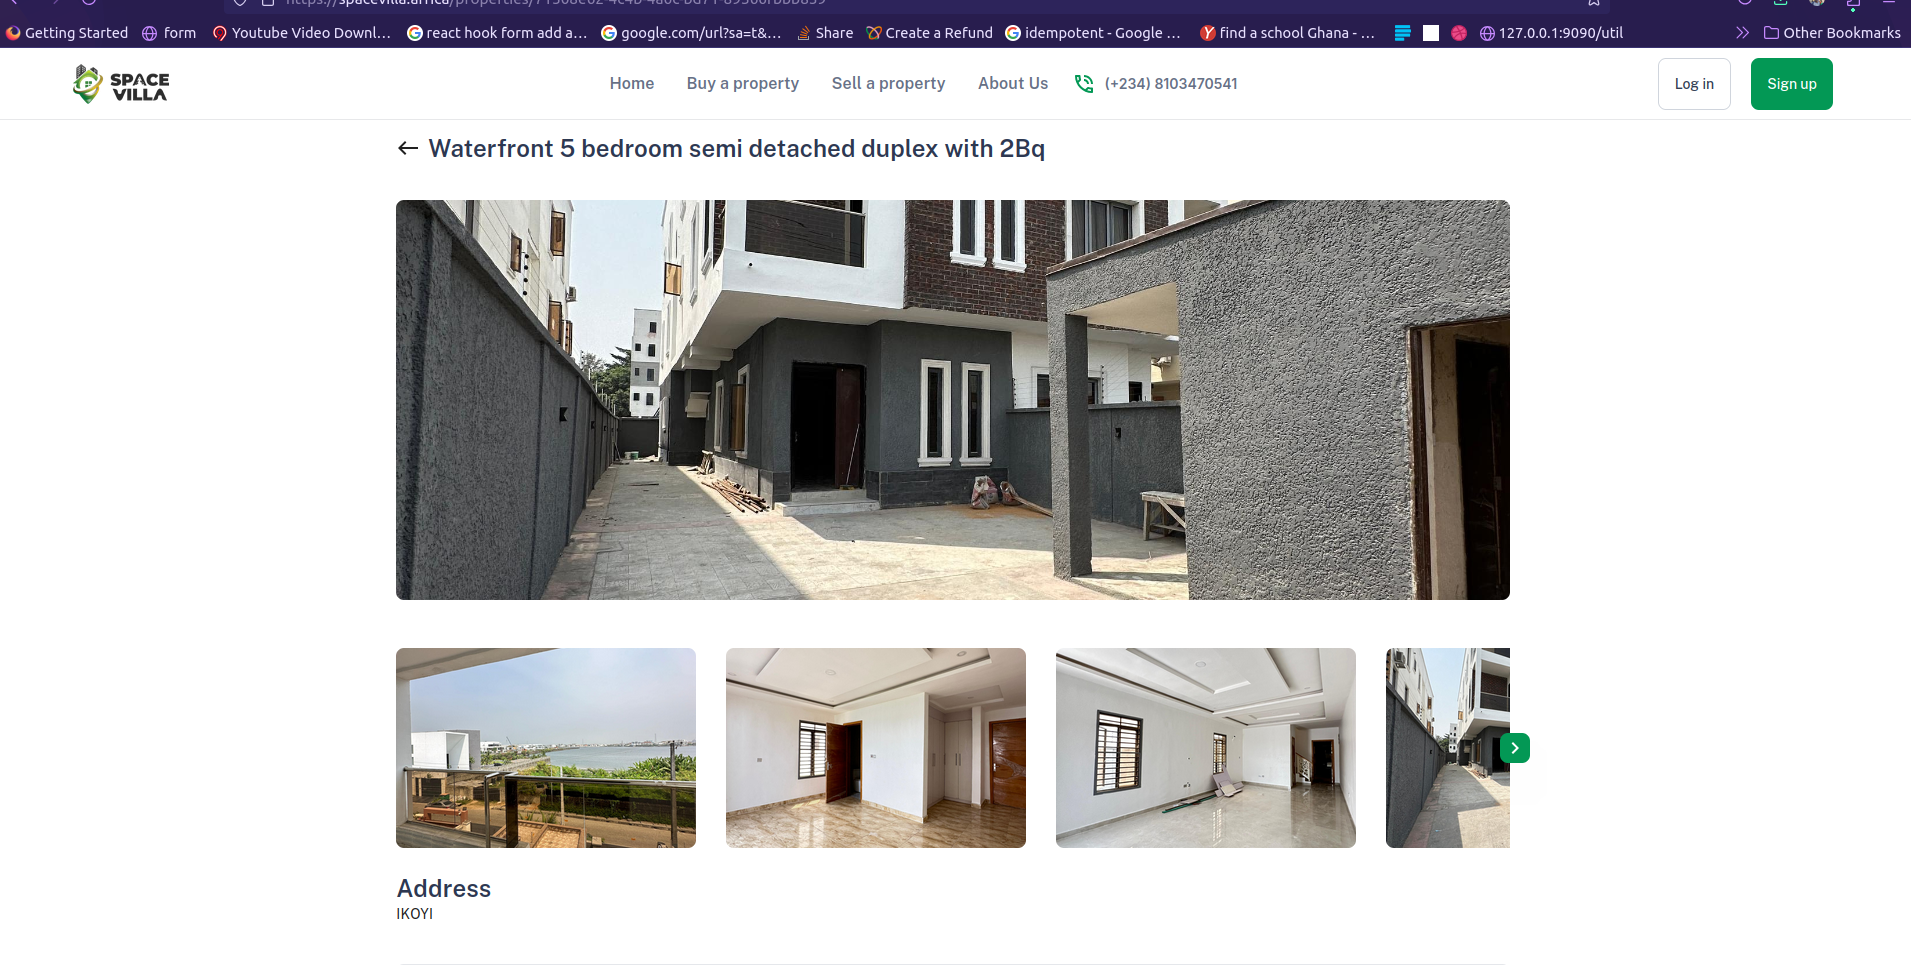 Getting Started form Youtube Video Downl... react hook form add a... google.com/url?sa=t&... Share Create a Refund idempotent - Google ... find a school Ghana - ... 127.0.0.1:9090/util Other Bookmarks
SPACE
VILLA
Home Buy a property Sell a property About Us (+234) 8103470541 Log in Sign up
Waterfront 5 bedroom semi detached duplex with 2Bq
Address
IKOYI